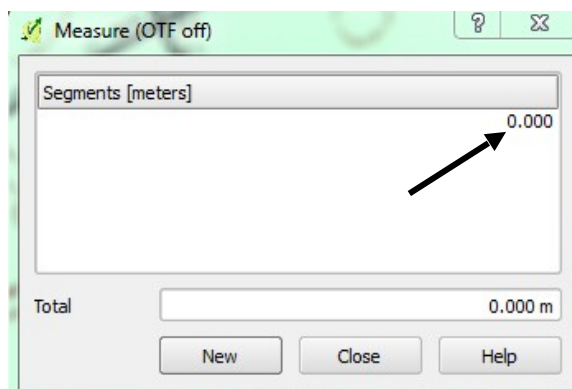 Measure (OTF off)
?
Segments [meters]
0.000
Total
0.000 m
New
Close
Help